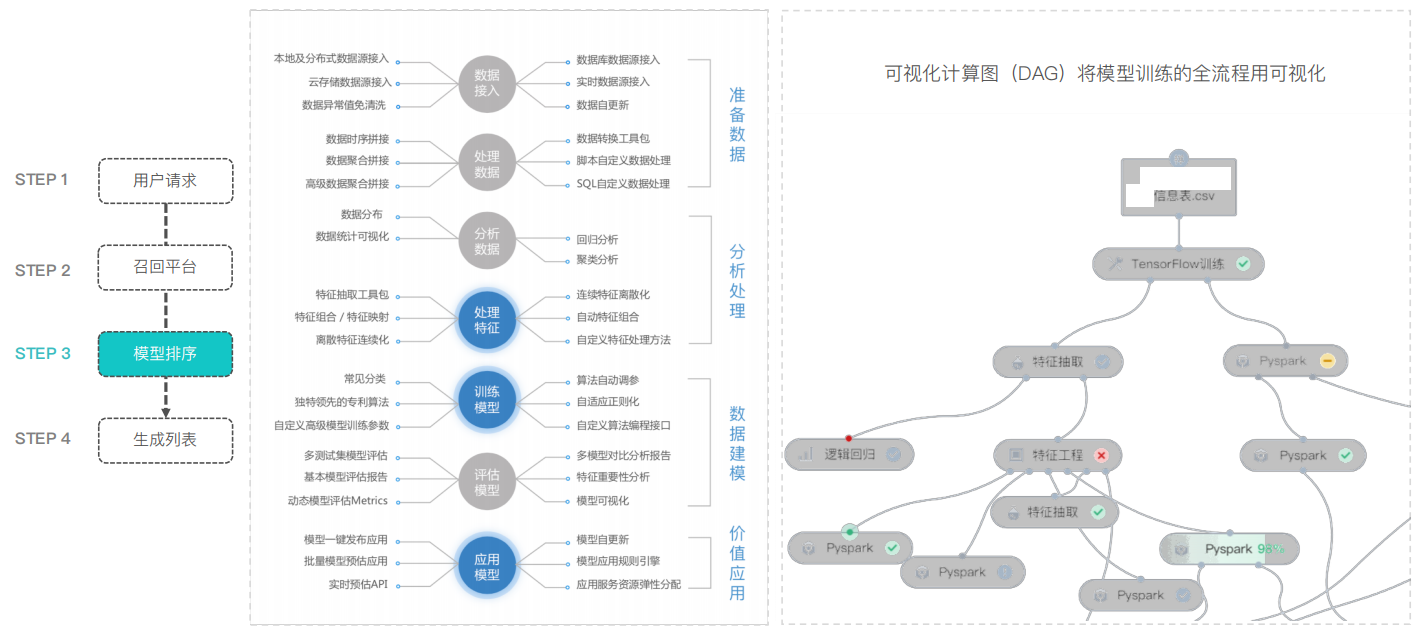 STEP 1
用户请求
STEP 2
召回平台
STEP 3
模型排序
STEP 4
生成列表
本地及分布式数据源接入
云存储数据源接入
数据异常值免清洗
数据
接入
数据库数据源接入
实时数据源接入
数据自更新
数据时序拼接
数据聚合拼接
高级数据聚合拼接
处理
数据
数据转换工具包
脚本自定义数据处理
SQL自定义数据处理
准备数据
数据分布
数据统计可视化
分析
数据
回归分析
聚类分析
特征抽取工具包
特征组合 / 特征映射
离散特征连续化
处理
特征
连续特征离散化
自动特征组合
自定义特征处理方法
分析处理
常见分类
独特领先的专利算法
自定义高级模型训练参数
训练
模型
算法自动调参
自适应正则化
自定义算法编程接口
多测试集模型评估
基本模型评估报告
动态模型评估Metrics
评估
模型
多模型对比分析报告
特征重要性分析
模型可视化
数据建模
模型一键发布应用
批量模型预估应用
实时预估API
应用
模型
模型自更新
模型应用规则引擎
应用服务资源弹性分配
价值应用
可视化计算图（DAG）将模型训练的全流程用可视化
信息表.csv
TensorFlow训练
特征抽取
Pyspark
逻辑回归
特征工程
Pyspark
特征抽取
Pyspark
Pyspark
Pyspark 98%
Pyspark